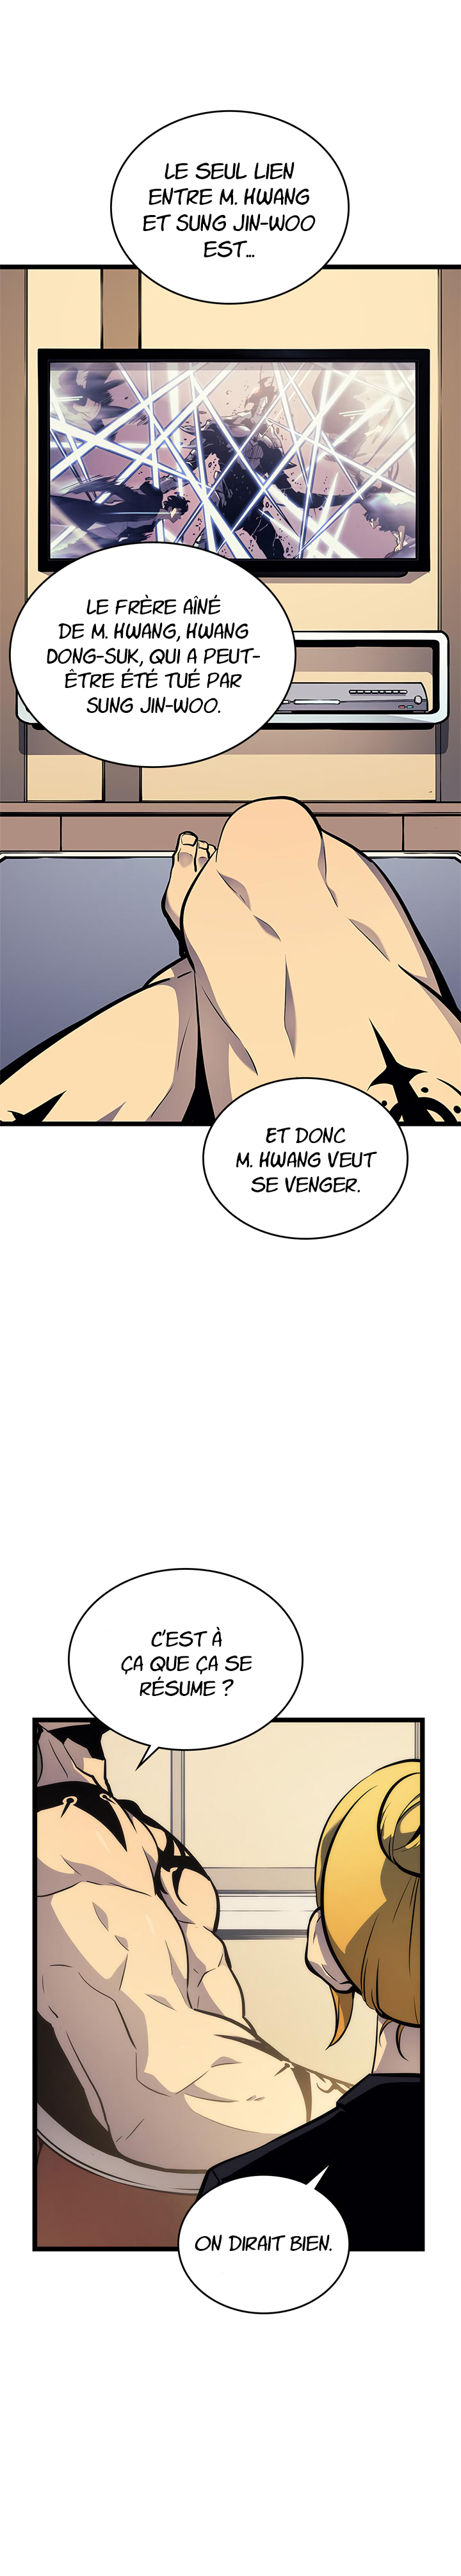 LE SEUL LIEN
ENTRE M. HWANG
ET SUNG JIN-WOO
EST...
LE FRÈRE AÎNÉ
DE M. HWANG, HWANG
DONG-SUK, QUI A PEUT-
ÊTRE ÉTÉ TUÉ PAR
SUNG JIN-WOO.
ET DONC
M. HWANG VEUT
SE VENGER.
C'EST À
ÇA QUE ÇA SE
RÉSUME ?
ON DIRAIT BIEN.